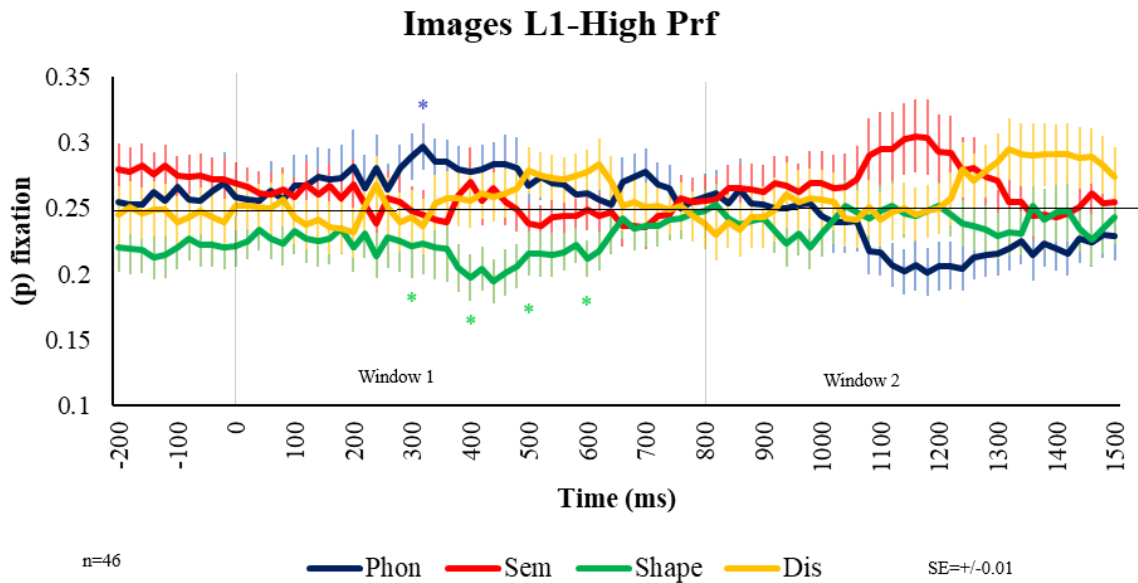 Images L1-High Prf
0.35
0.3
0.25
0.2
0.15
0.1
(p) fixation
*
* * * *
Window 1
Window 2
-200 -100 0 100 200 300 400 500 600 700 800 900 1000 1100 1200 1300 1400 1500
Time (ms)
n=46
Phon Sem Shape Dis
SE=+/-0.01